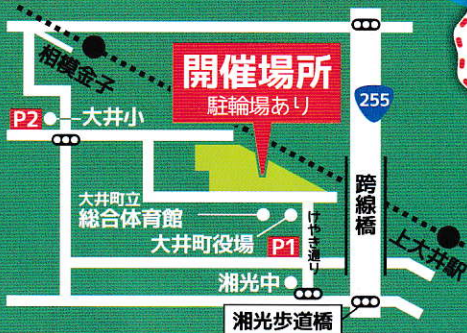 相模金子
開催場所
駐輪場あり
255
P2
大井小
大井町立
総合体育館
大井町役場
P1
けやき通り
跨線橋
上大井駅
湘光中
湘光歩道橋